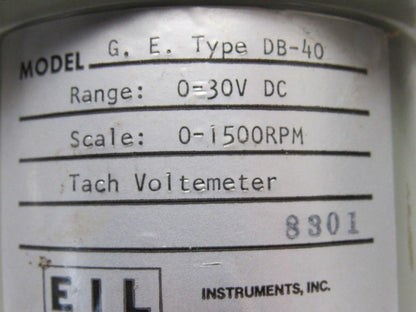 MODEL G. E. Type DB-40
Range: 0-30V DC
Scale: 0-1500RPM
Tach Voltemeter
8301
EIL INSTRUMENTS, INC.